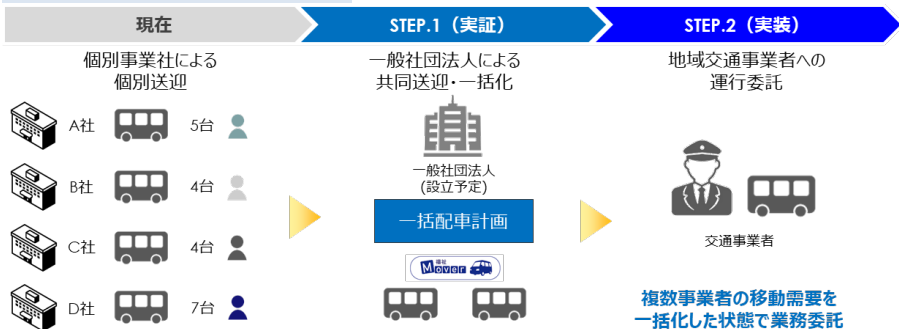 現在
STEP.1（実証）
STEP.2（実装）
個別事業社による
個別送迎
A社
5台
B社
4台
C社
4台
D社
7台
一般社団法人による
共同送迎・一括化
一般社団法人
(設立予定)
一括配車計画
福祉
Mover
地域交通事業者への
運行委託
交通事業者
複数事業者の移動需要を
一括化した状態で業務委託